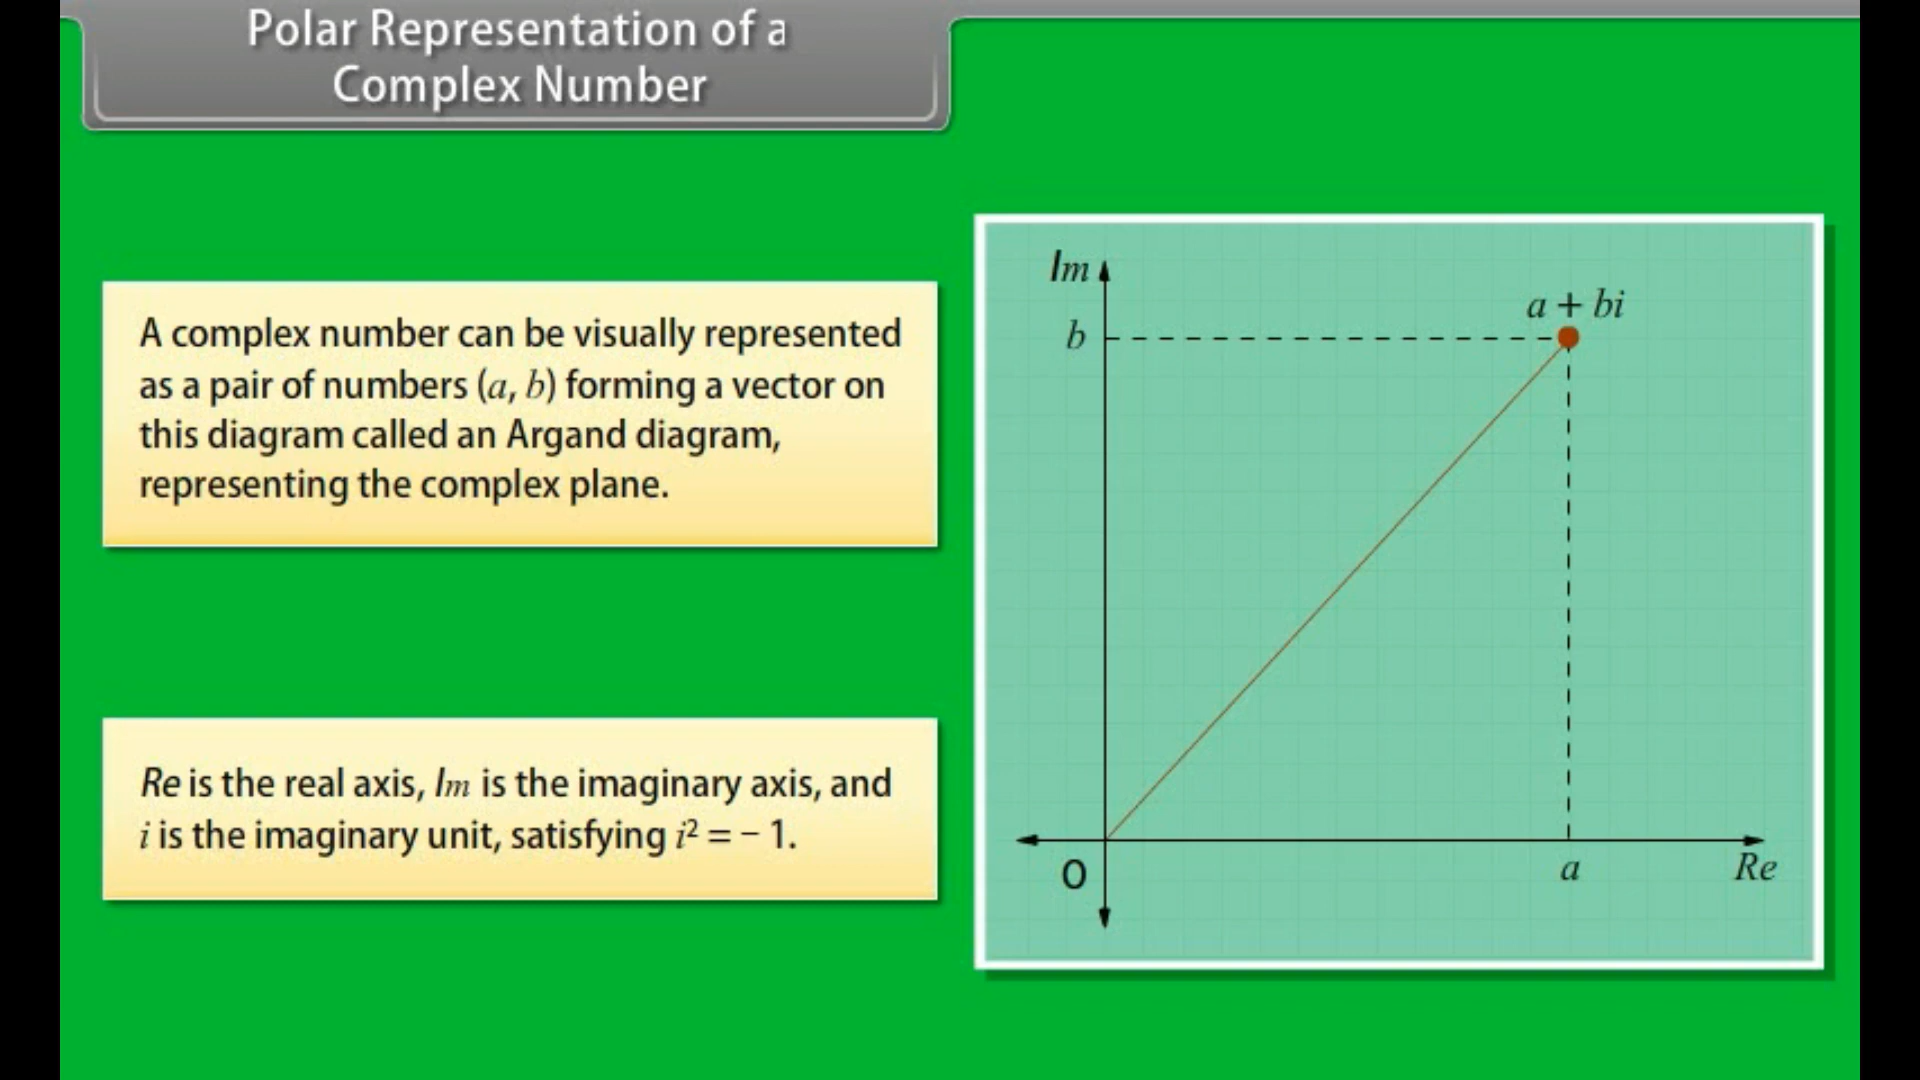 Polar Representation of a
Complex Number
A complex number can be visually represented
as a pair of numbers (a, b) forming a vector on
this diagram called an Argand diagram,
representing the complex plane.
Re is the real axis, Im is the imaginary axis, and
i is the imaginary unit, satisfying i² = − 1.
Im
a + bi
b
O
a
Re